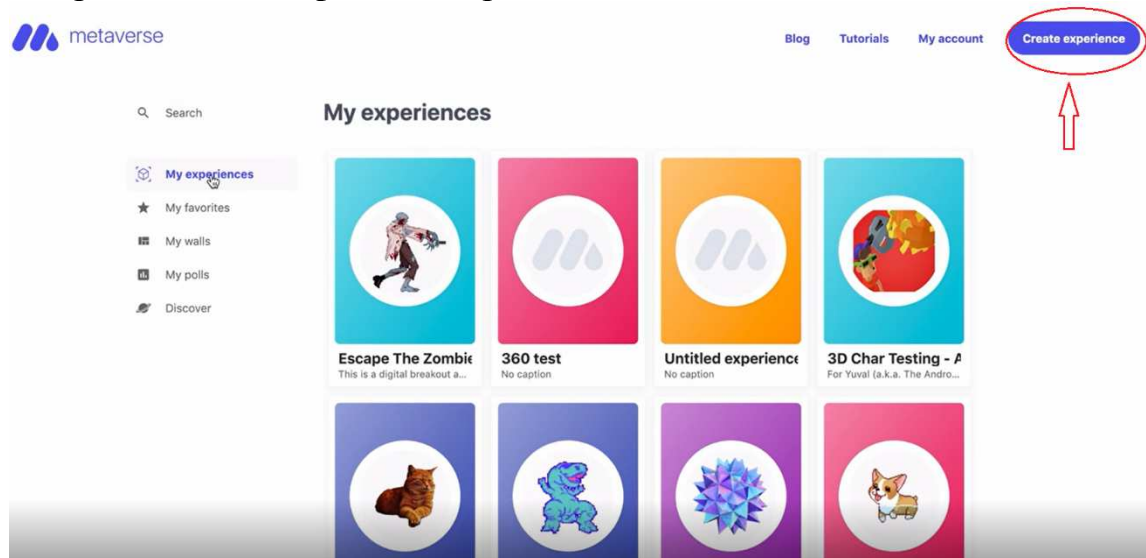 metaverse
Blog Tutorials My account Create experience
Search
My experiences
My experiences
My favorites
My walls
My polls
Discover
Escape The Zombie
This is a digital breakout a...
360 test
No caption
Untitled experience
No caption
3D Char Testing - A
For Yuval (a.k.a. The Andro...